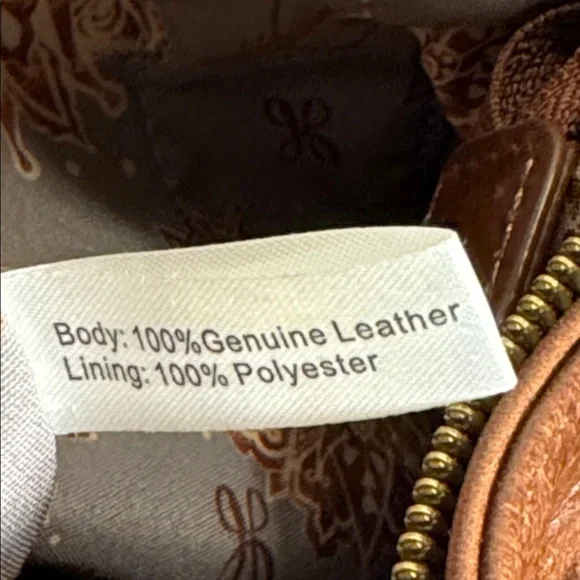 Body: 100%Genuine Leather
Lining: 100% Polyester